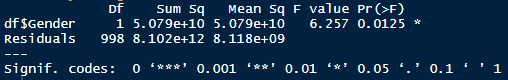 Df Sum Sq Mean Sq F value Pr(>F)
df$Gender 1 5.079e+10 5.079e+10 6.257 0.0125 *
Residuals 998 8.102e+12 8.118e+09
---
Signif. codes: 0 ‘***’ 0.001 ‘**’ 0.01 ‘*’ 0.05 ‘.’ 0.1 ‘ ’ 1